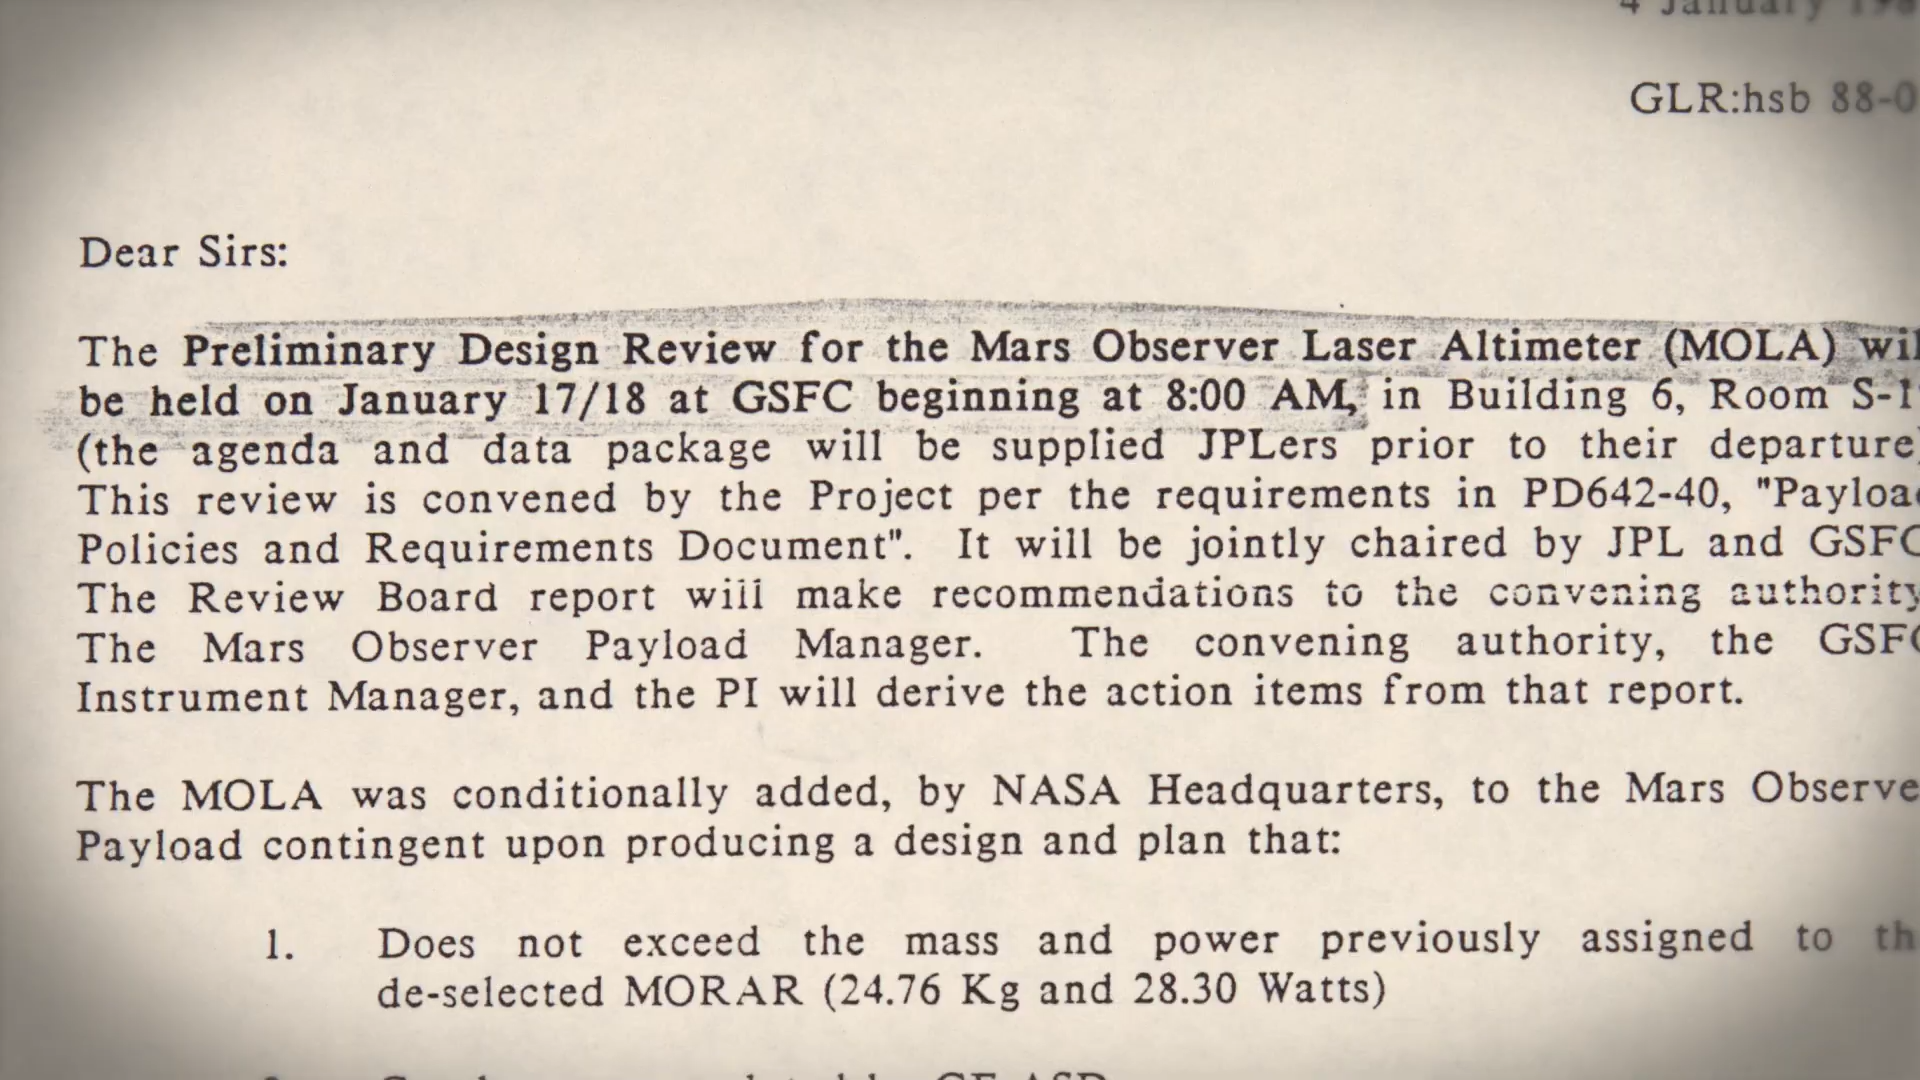 4 January 198
GLR:hsb 88-0
Dear Sirs:
The Preliminary Design Review for the Mars Observer Laser Altimeter (MOLA) wil
be held on January 17/18 at GSFC beginning at 8:00 AM, in Building 6, Room S-1
(the agenda and data package will be supplied JPLers prior to their departure)
This review is convened by the Project per the requirements in PD642-40, "Payloa
Policies and Requirements Document". It will be jointly chaired by JPL and GSFC
The Review Board report will make recommendations to the convening authority
The Mars Observer Payload Manager. The convening authority, the GSFC
Instrument Manager, and the PI will derive the action items from that report.
The MOLA was conditionally added, by NASA Headquarters, to the Mars Observe
Payload contingent upon producing a design and plan that:
1. Does not exceed the mass and power previously assigned to th
de-selected MORAR (24.76 Kg and 28.30 Watts)